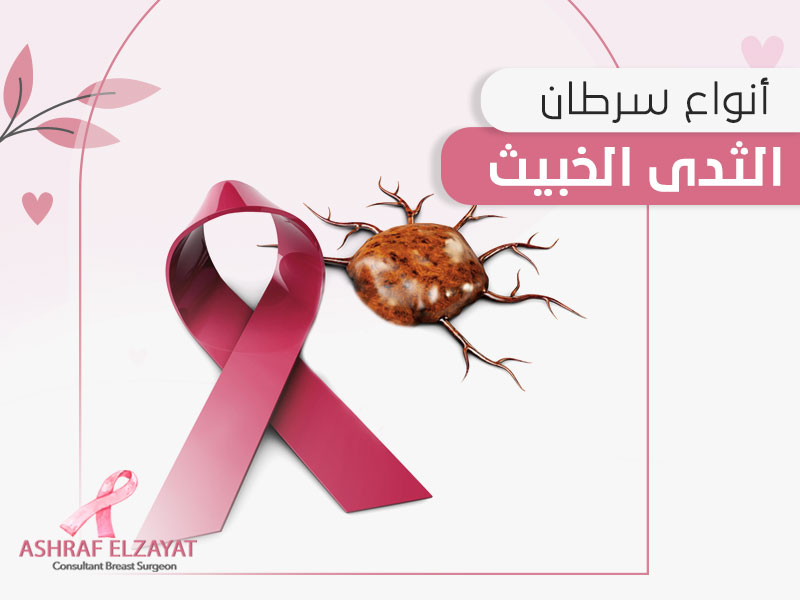 أنواع سرطان
الثدى الخبيث
ASHRAF ELZAYAT
Consultant Breast Surgeon